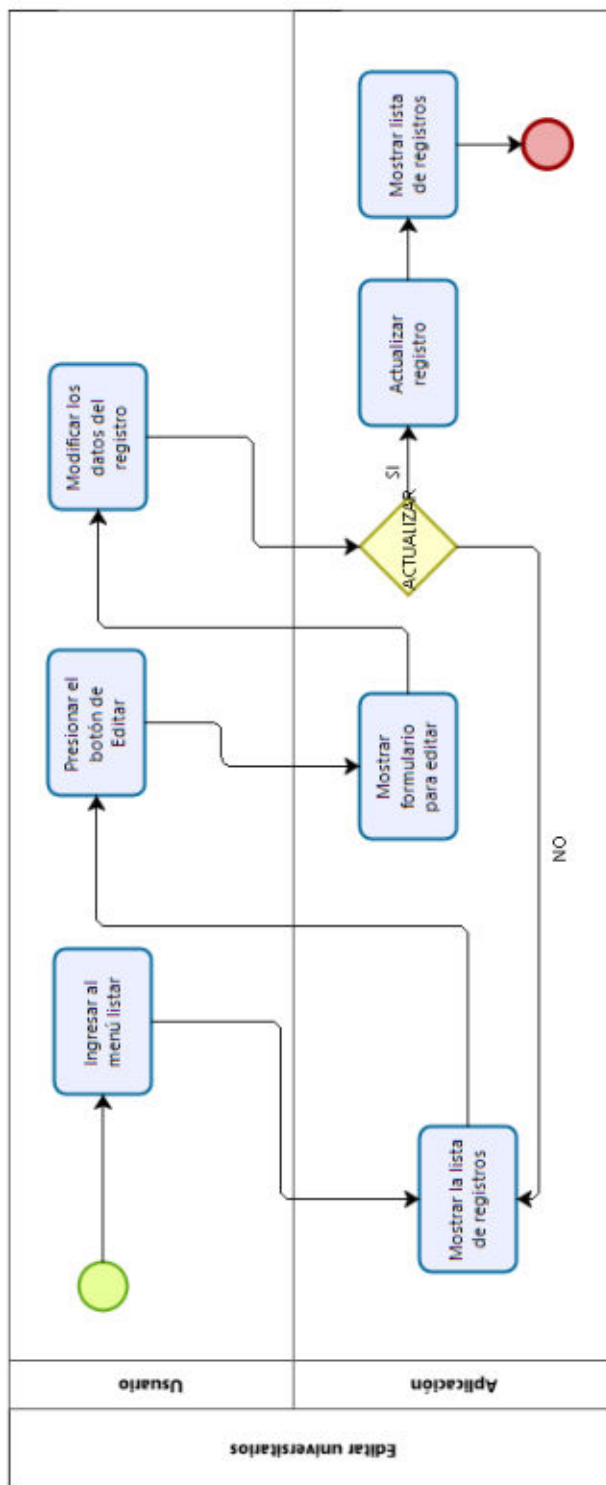 Editar universitarios
Usuario
Aplicación
Ingresar al
menú listar
Mostrar la lista
de registros
Presionar el
botón de
Editar
Mostrar
formulario
para editar
Modificar los
datos del
registro
ACTUALIZAR
SI
NO
Actualizar
registro
Mostrar lista
de registros